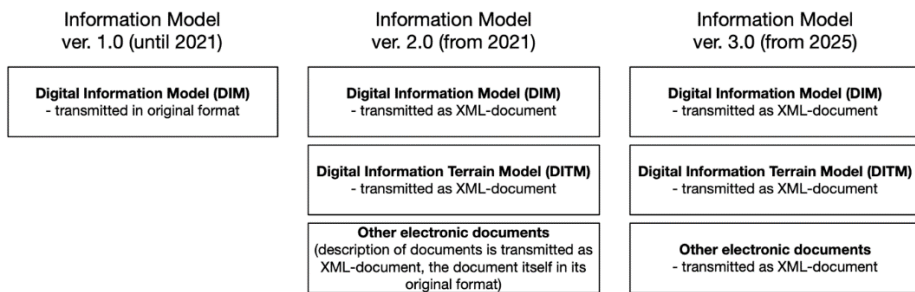 Information Model
ver. 1.0 (until 2021)
Digital Information Model (DIM)
- transmitted in original format
Information Model
ver. 2.0 (from 2021)
Digital Information Model (DIM)
- transmitted as XML-document
Digital Information Terrain Model (DITM)
- transmitted as XML-document
Other electronic documents
(description of documents is transmitted as
XML-document, the document itself in its
original format)
Information Model
ver. 3.0 (from 2025)
Digital Information Model (DIM)
- transmitted as XML-document
Digital Information Terrain Model (DITM)
- transmitted as XML-document
Other electronic documents
- transmitted as XML-document